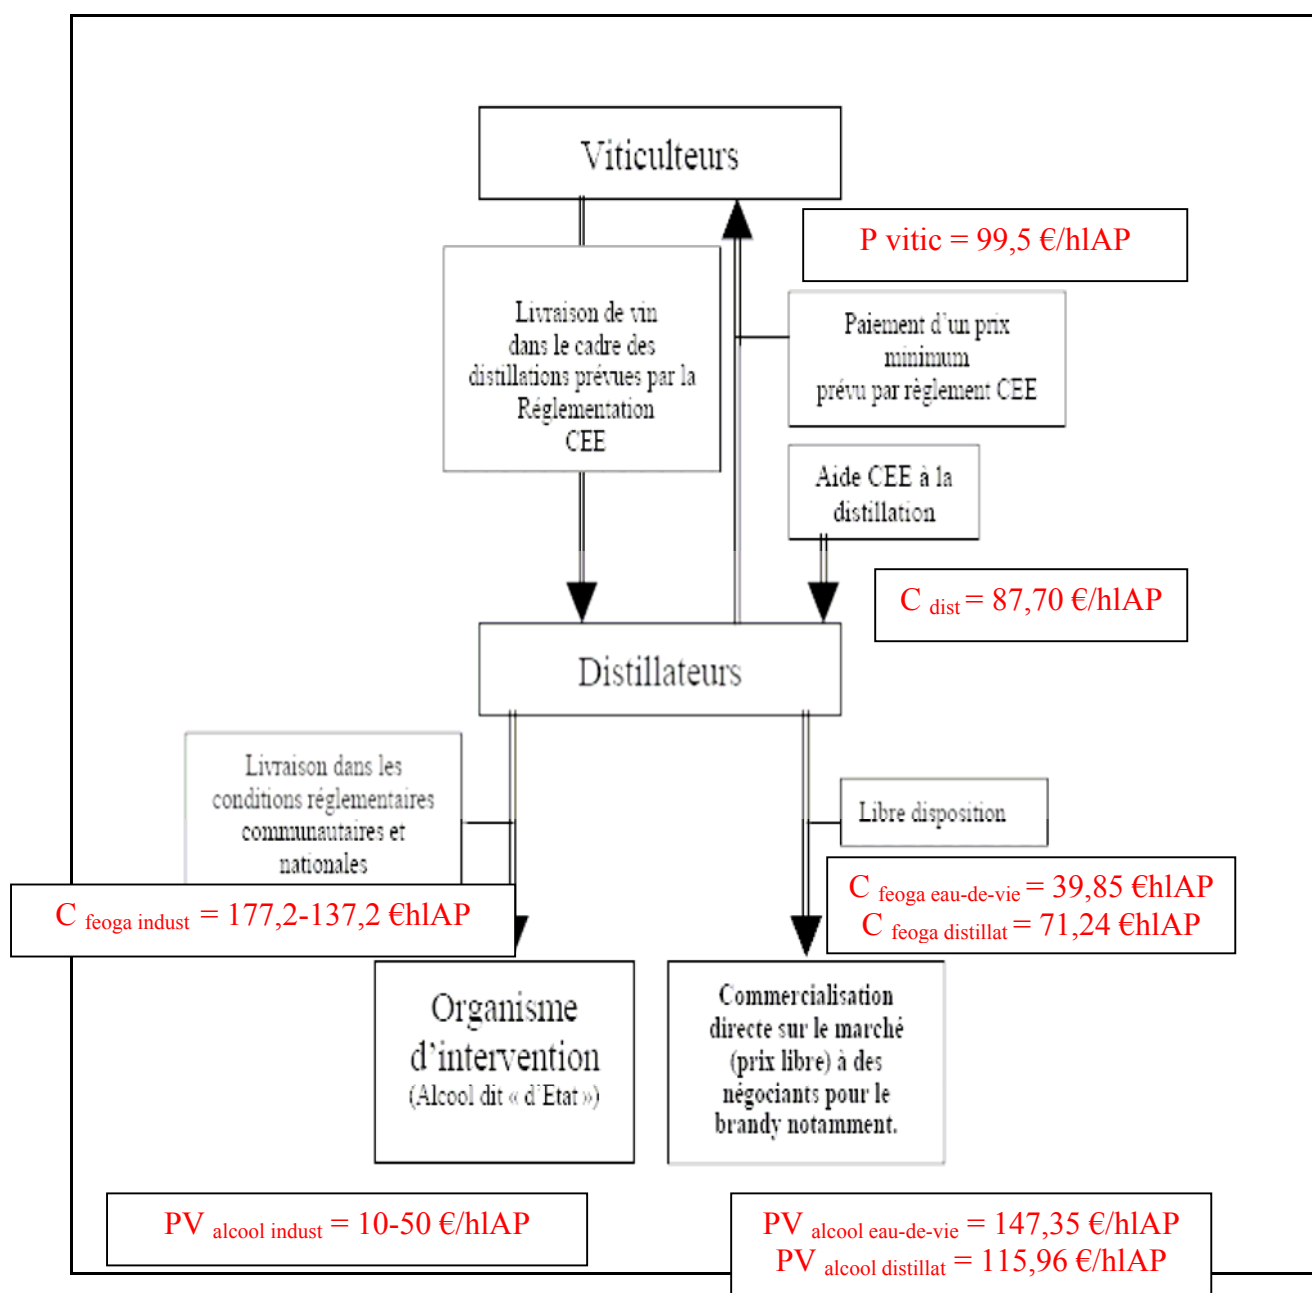 Viticulteurs
P vitic = 99,5 €/hlAP
Livraison de vin
dans le cadre des
distillations prévues par la
Réglementation
CEE
Paiement d'un prix
minimum
prévu par règlement CEE
Aide CEE à la
distillation
C dist = 87,70 €/hlAP
Distillateurs
Livraison dans les
conditions réglementaires
communautaires et
nationales
Libre disposition
C feoga indust = 177,2-137,2 €hlAP
C feoga eau-de-vie = 39,85 €hlAP
C feoga distillat = 71,24 €hlAP
Organisme
d'intervention
(Alcool dit « d'Etat »)
Commercialisation
directe sur le marché
(prix libre) à des
négociants pour le
brandy notamment.
PV alcool indust = 10-50 €/hlAP
PV alcool eau-de-vie = 147,35 €/hlAP
PV alcool distillat = 115,96 €/hlAP